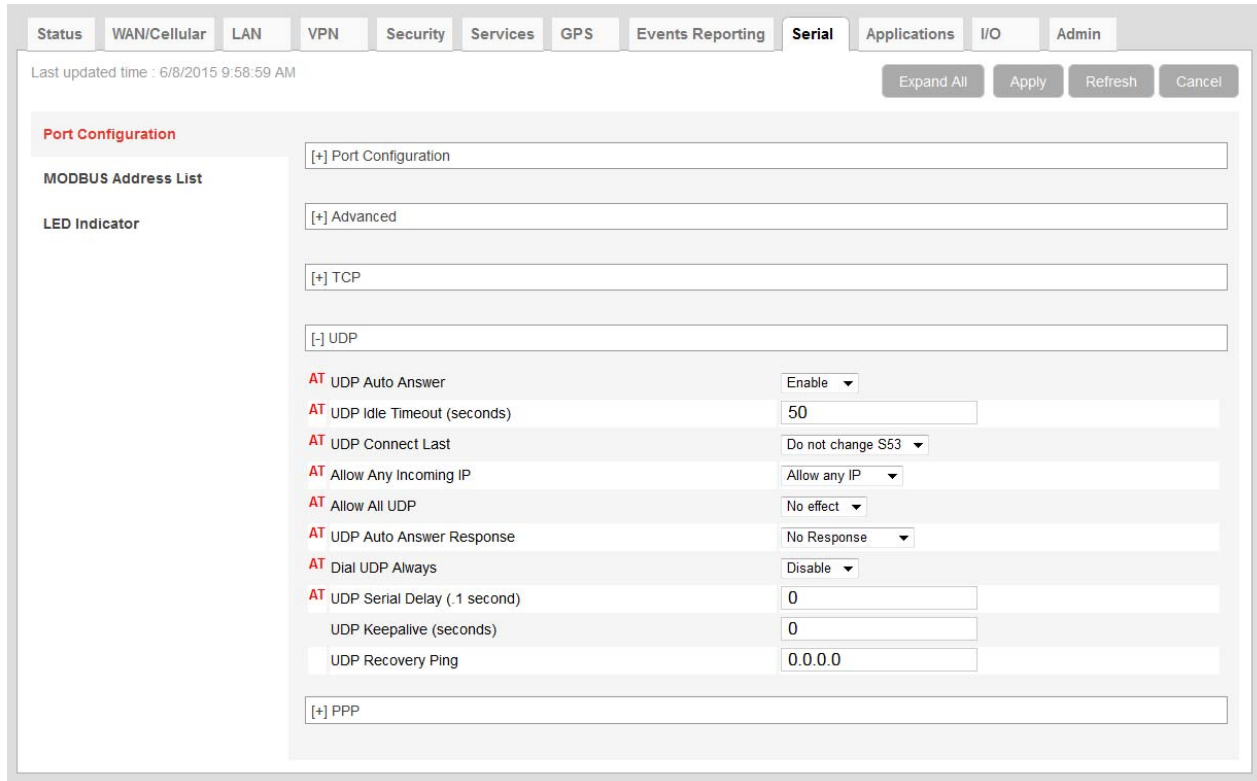 Status WAN/Cellular LAN VPN Security Services GPS Events Reporting Serial Applications I/O Admin
Last updated time : 6/8/2015 9:58:59 AM
Expand All Apply Refresh Cancel
Port Configuration
MODBUS Address List
LED Indicator
[+] Port Configuration
[+] Advanced
[+] TCP
[-] UDP
AT UDP Auto Answer Enable
AT UDP Idle Timeout (seconds) 50
AT UDP Connect Last Do not change S53
AT Allow Any Incoming IP Allow any IP
AT Allow All UDP No effect
AT UDP Auto Answer Response No Response
AT Dial UDP Always Disable
AT UDP Serial Delay (.1 second) 0
UDP Keepalive (seconds) 0
UDP Recovery Ping 0.0.0.0
[+] PPP